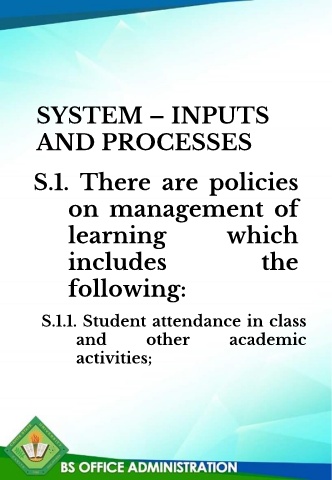 SYSTEM – INPUTS
AND PROCESSES
S.1. There are policies
on management of
learning which
includes the
following:
S.1.1. Student attendance in class
and other academic
activities;
BS OFFICE ADMINISTRATION